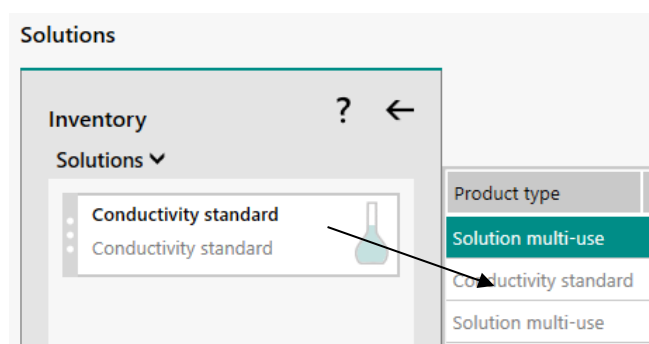 Solutions
Inventory ? ←
Solutions
Conductivity standard
Conductivity standard
Product type
Solution multi-use
Conductivity standard
Solution multi-use